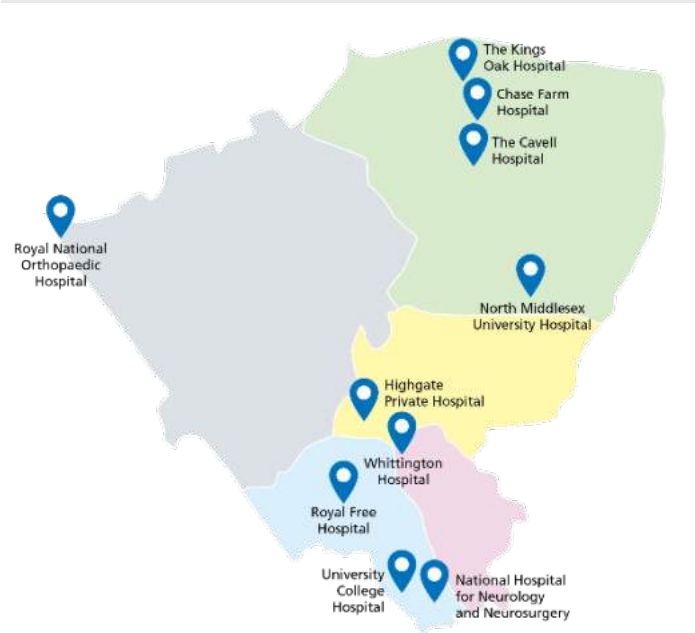 The Kings
Oak Hospital
Chase Farm
Hospital
The Cavell
Hospital
Royal National
Orthopaedic
Hospital
North Middlesex
University Hospital
Highgate
Private Hospital
Whittington
Hospital
Royal Free
Hospital
University
College
Hospital
National Hospital
for Neurology
and Neurosurgery